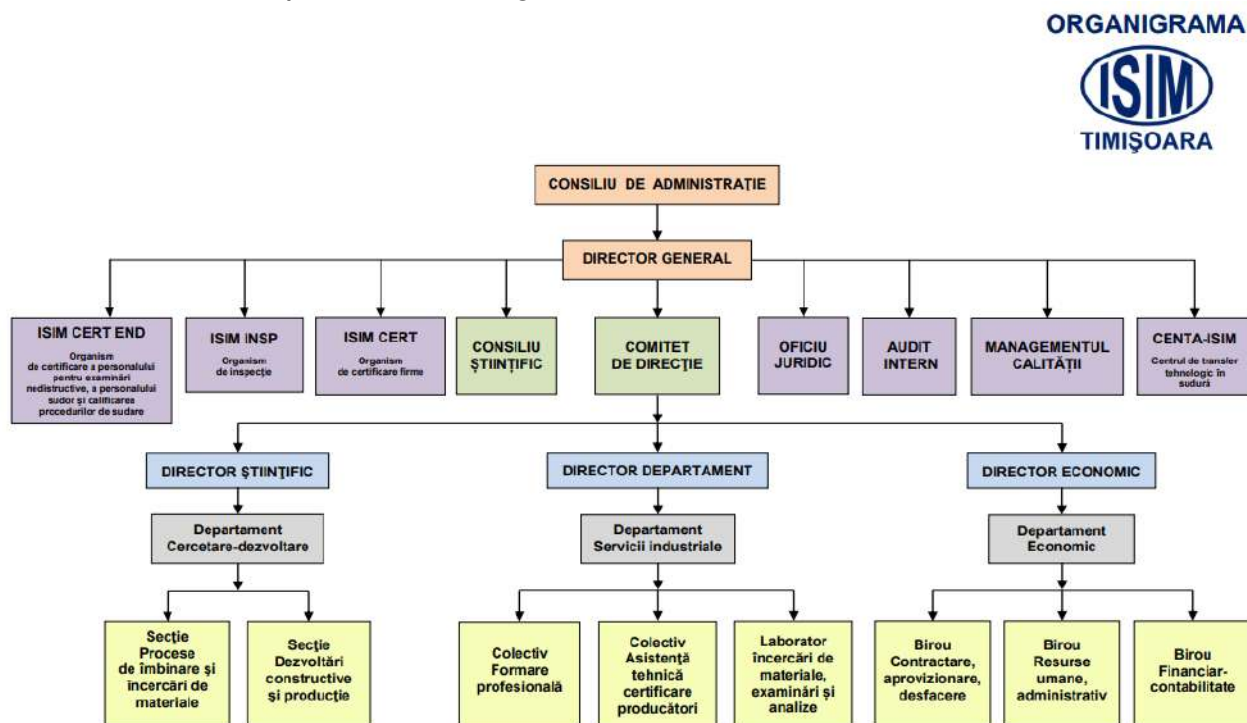 ORGANIGRAMA
ISIM
TIMIŞOARA
CONSILIU DE ADMINISTRAŢIE
DIRECTOR GENERAL
ISIM CERT END
Organism
de certificare a personalului
pentru examinări
nedistructive, a personalului
sudor şi calificarea
procedurilor de sudare
ISIM INSP
Organism
de inspecţie
ISIM CERT
Organism
de certificare firme
CONSILIU
ŞTIINŢIFIC
COMITET
DE DIRECŢIE
OFICIU
JURIDIC
AUDIT
INTERN
MANAGEMENTUL
CALITĂŢII
CENTA-ISIM
Centrul de transfer
tehnologic în
sudură
DIRECTOR ŞTIINŢIFIC
DIRECTOR DEPARTAMENT
DIRECTOR ECONOMIC
Departament
Cercetare-dezvoltare
Departament
Servicii industriale
Departament
Economic
Secţie
Procese
de îmbinare şi
încercări de
materiale
Secţie
Dezvoltări
constructive
şi producţie
Colectiv
Formare
profesională
Colectiv
Asistenţă
tehnică
certificare
producători
Laborator
încercări de
materiale,
examinări şi
analize
Birou
Contractare,
aprovizionare,
desfacere
Birou
Resurse
umane,
administrativ
Birou
Financiar-
contabilitate